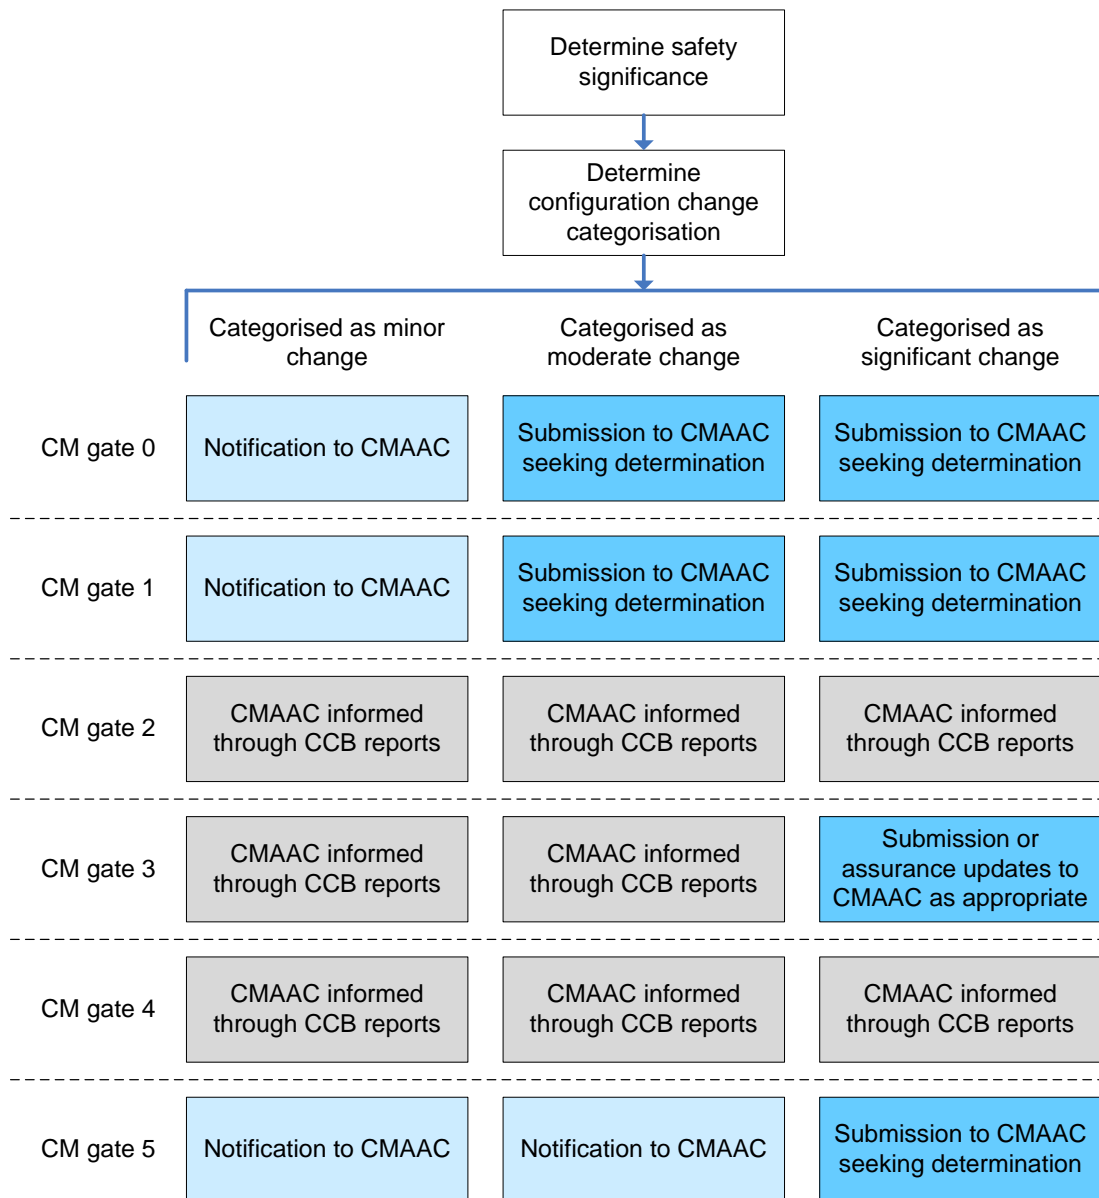 Determine safety
significance
Determine
configuration change
categorisation
Categorised as minor
change
Categorised as
moderate change
Categorised as
significant change
CM gate 0
Notification to CMAAC
Submission to CMAAC
seeking determination
Submission to CMAAC
seeking determination
CM gate 1
Notification to CMAAC
Submission to CMAAC
seeking determination
Submission to CMAAC
seeking determination
CM gate 2
CMAAC informed
through CCB reports
CMAAC informed
through CCB reports
CMAAC informed
through CCB reports
CM gate 3
CMAAC informed
through CCB reports
CMAAC informed
through CCB reports
Submission or
assurance updates to
CMAAC as appropriate
CM gate 4
CMAAC informed
through CCB reports
CMAAC informed
through CCB reports
CMAAC informed
through CCB reports
CM gate 5
Notification to CMAAC
Notification to CMAAC
Submission to CMAAC
seeking determination